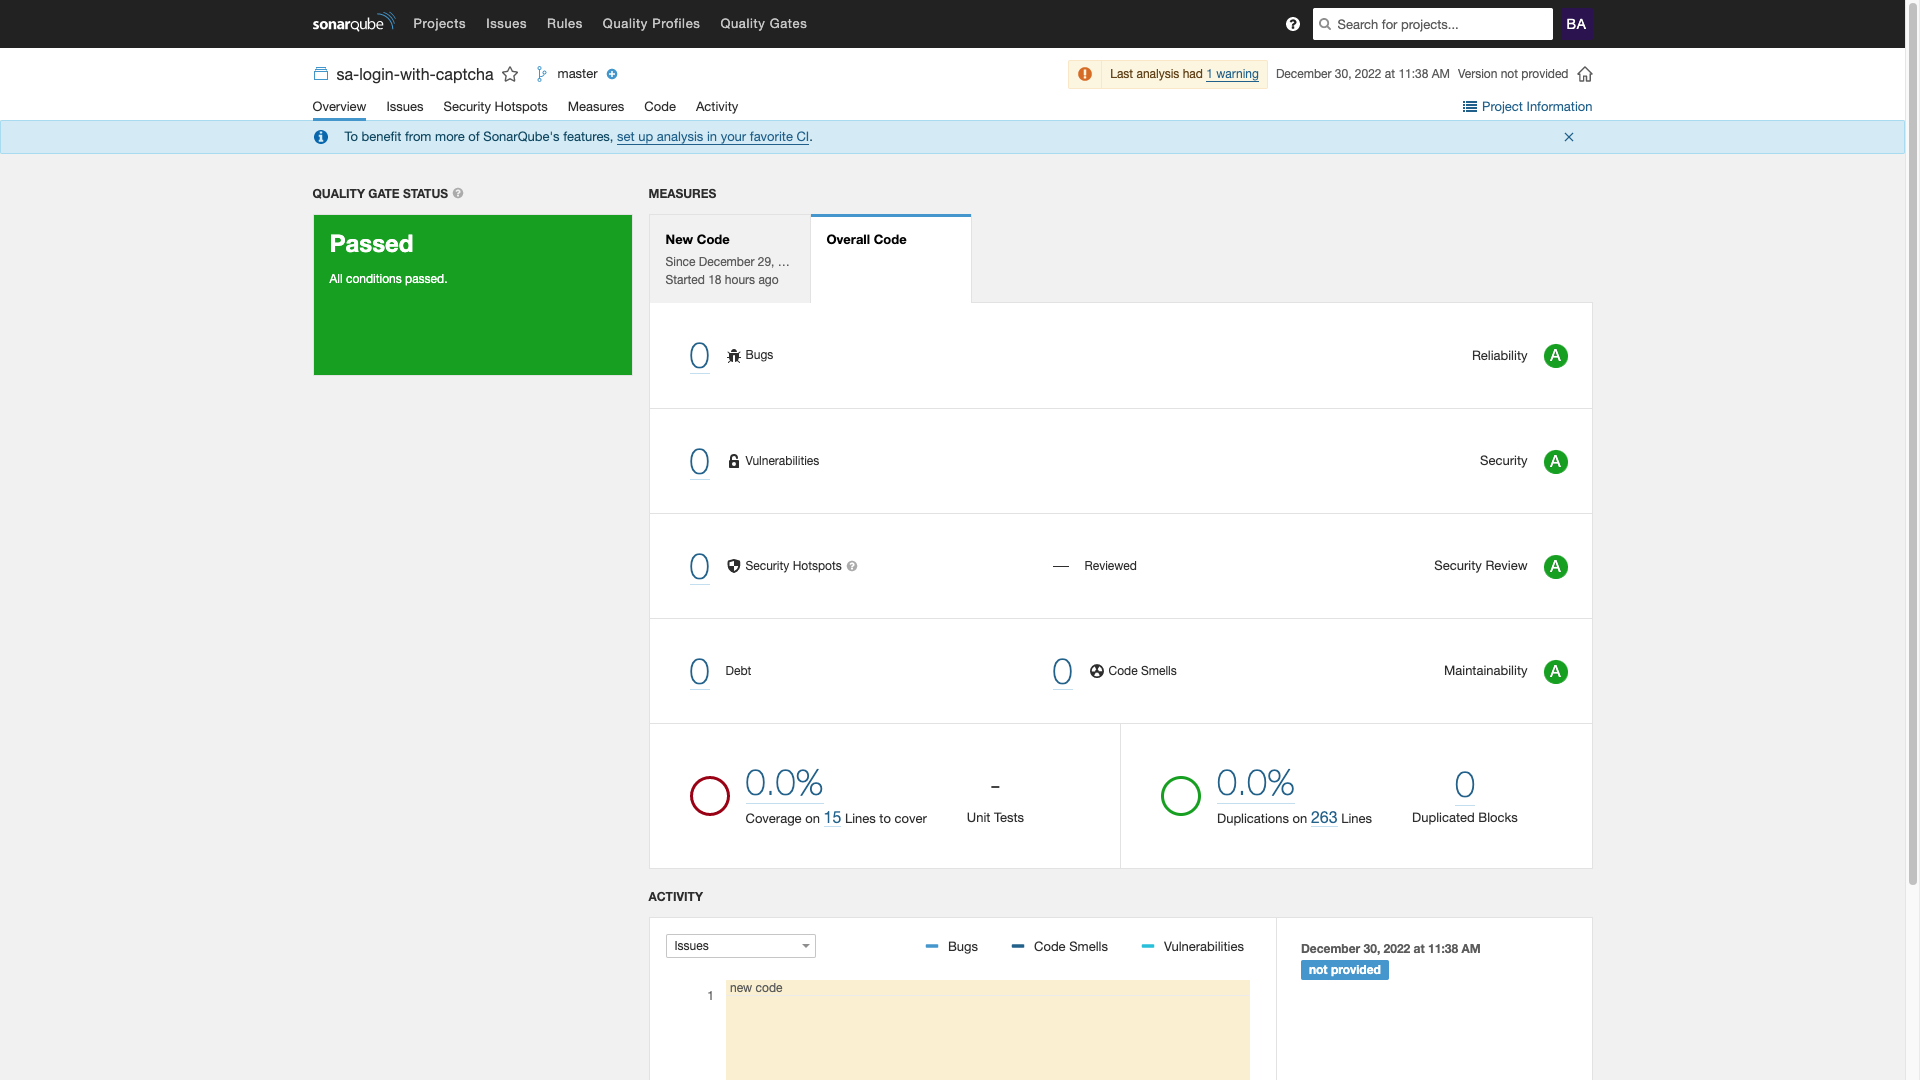 sonarqube Projects Issues Rules Quality Profiles Quality Gates Search for projects... BA
sa-login-with-captcha master Last analysis had 1 warning December 30, 2022 at 11:38 AM Version not provided
Overview Issues Security Hotspots Measures Code Activity Project Information
To benefit from more of SonarQube's features, set up analysis in your favorite CI.
QUALITY GATE STATUS
Passed
All conditions passed.
MEASURES
New Code
Since December 29, ...
Started 18 hours ago
Overall Code
0 Bugs Reliability A
0 Vulnerabilities Security A
0 Security Hotspots — Reviewed Security Review A
0 Debt 0 Code Smells Maintainability A
0.0%
Coverage on 15 Lines to cover
-
Unit Tests
0.0%
Duplications on 263 Lines
0
Duplicated Blocks
ACTIVITY
Issues Bugs Code Smells Vulnerabilities
new code
1
December 30, 2022 at 11:38 AM
not provided